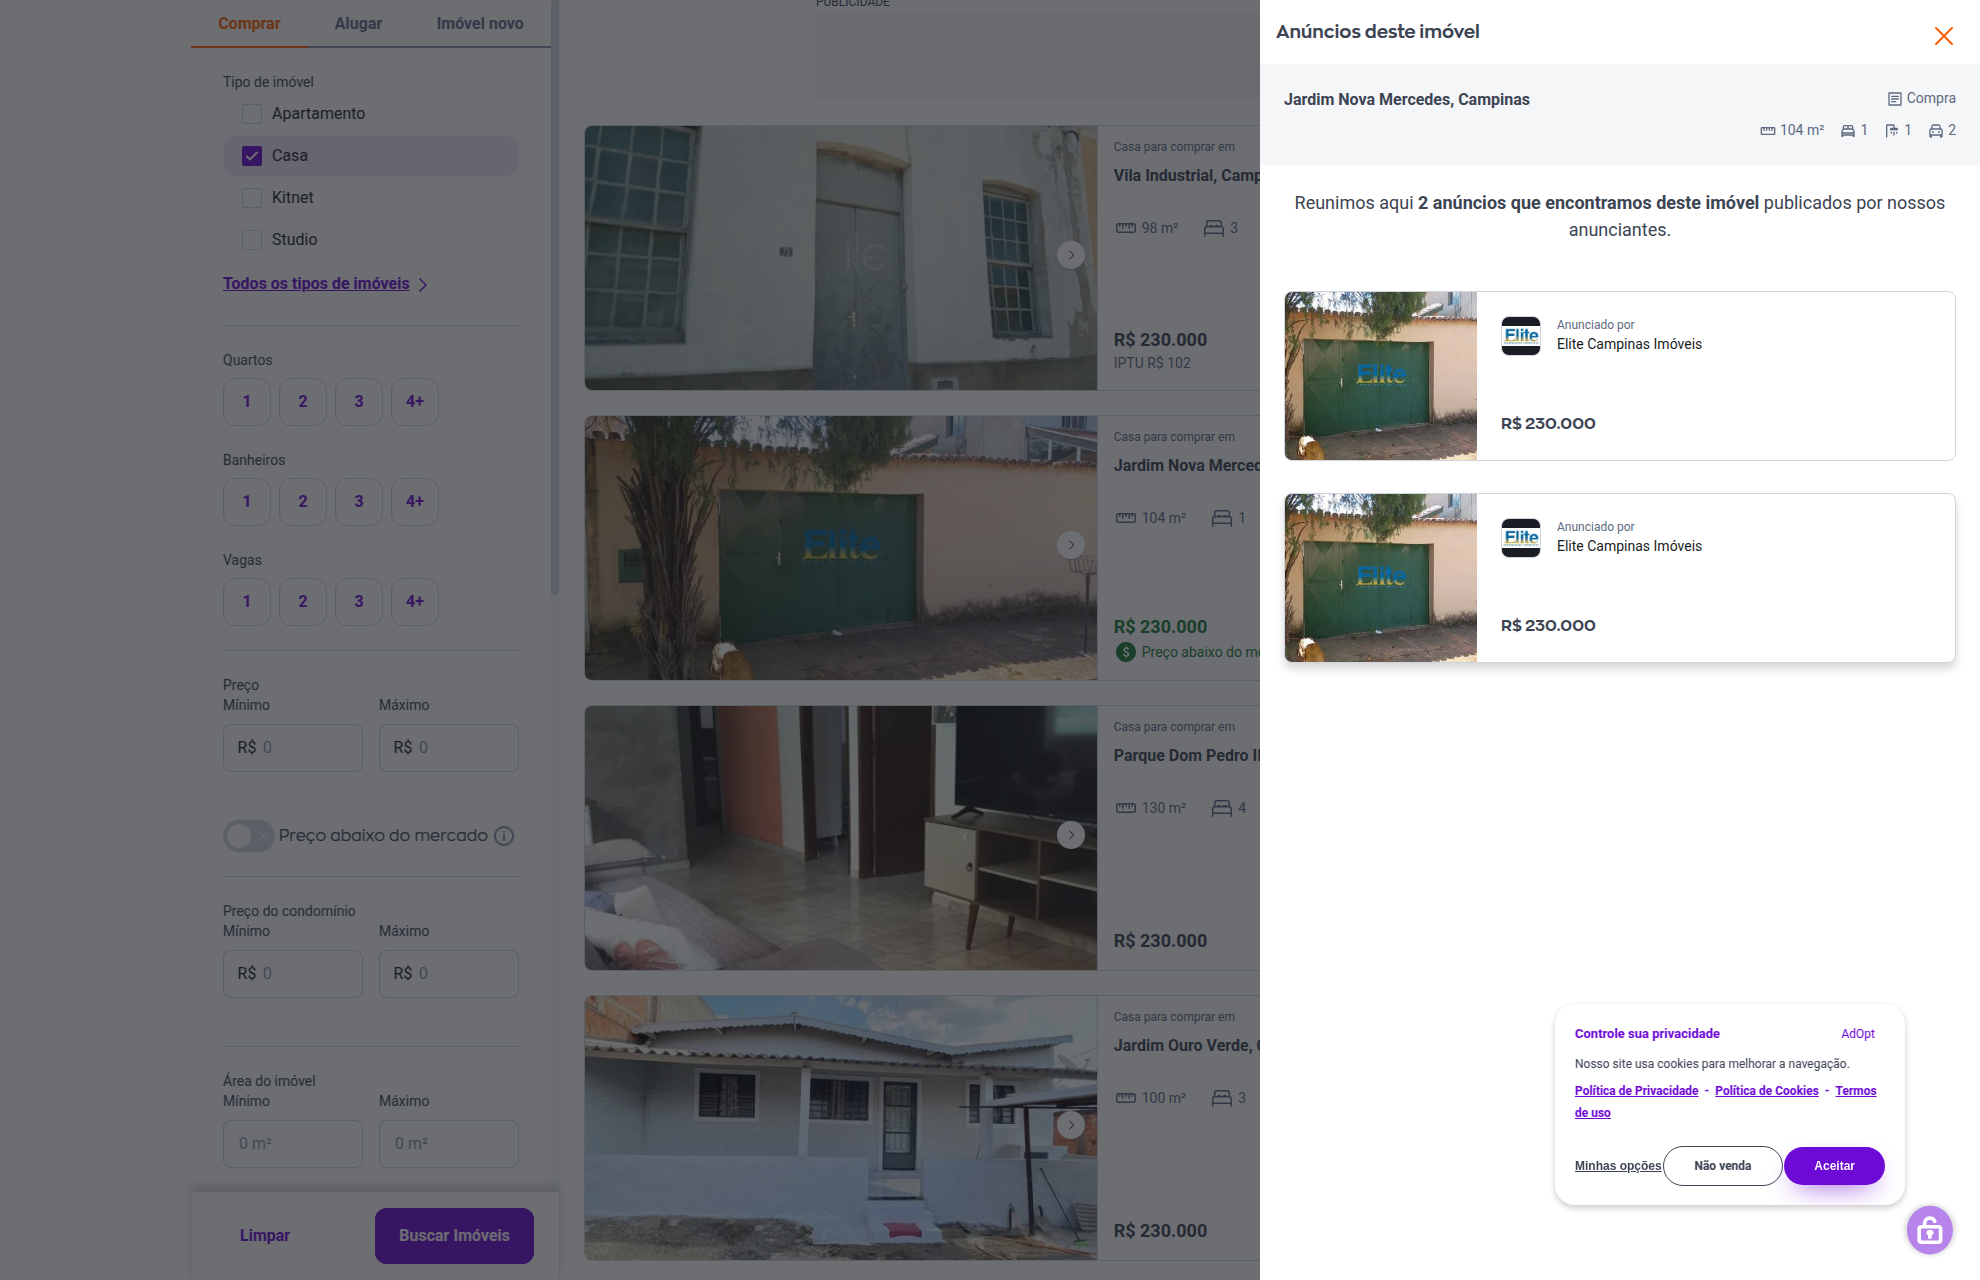 Comprar
Alugar
Imóvel novo
Tipo de imóvel
Apartamento
Casa
Kitnet
Studio
Todos os tipos de imóveis
Quartos
1
2
3
4+
Banheiros
1
2
3
4+
Vagas
1
2
3
4+
Preço
Mínimo
Máximo
R$ 0
R$ 0
Preço abaixo do mercado
Preço do condomínio
Mínimo
Máximo
R$ 0
R$ 0
Área do imóvel
Mínimo
Máximo
0 m²
0 m²
Limpar
Buscar Imóveis
PUBLICIDADE
Casa para comprar em
Vila Industrial, Camp
98 m²
3
R$ 230.000
IPTU R$ 102
Elite
Casa para comprar em
Jardim Nova Merced
104 m²
1
R$ 230.000
Preço abaixo do me
Casa para comprar em
Parque Dom Pedro II
130 m²
4
R$ 230.000
Casa para comprar em
Jardim Ouro Verde, C
100 m²
3
R$ 230.000
Anúncios deste imóvel
Jardim Nova Mercedes, Campinas
Compra
104 m²
1
1
2
Reunimos aqui 2 anúncios que encontramos deste imóvel publicados por nossos
anunciantes.
Elite
Elite
Anunciado por
Elite Campinas Imóveis
R$ 230.000
Elite
Elite
Anunciado por
Elite Campinas Imóveis
R$ 230.000
Controle sua privacidade
AdOpt
Nosso site usa cookies para melhorar a navegação.
Política de Privacidade - Política de Cookies - Termos
de uso
Minhas opções
Não venda
Aceitar